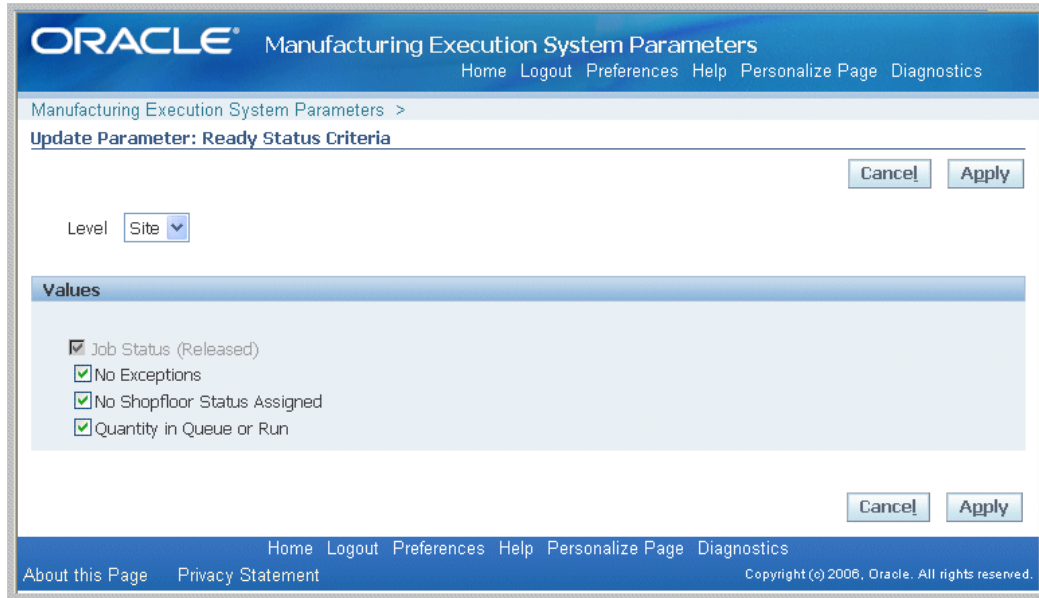 ORACLE® Manufacturing Execution System Parameters
Home Logout Preferences Help Personalize Page Diagnostics
Manufacturing Execution System Parameters >
Update Parameter: Ready Status Criteria
Cancel Apply
Level Site
Values
Job Status (Released)
No Exceptions
No Shopfloor Status Assigned
Quantity in Queue or Run
Cancel Apply
Home Logout Preferences Help Personalize Page Diagnostics
About this Page Privacy Statement Copyright (c) 2006, Oracle. All rights reserved.